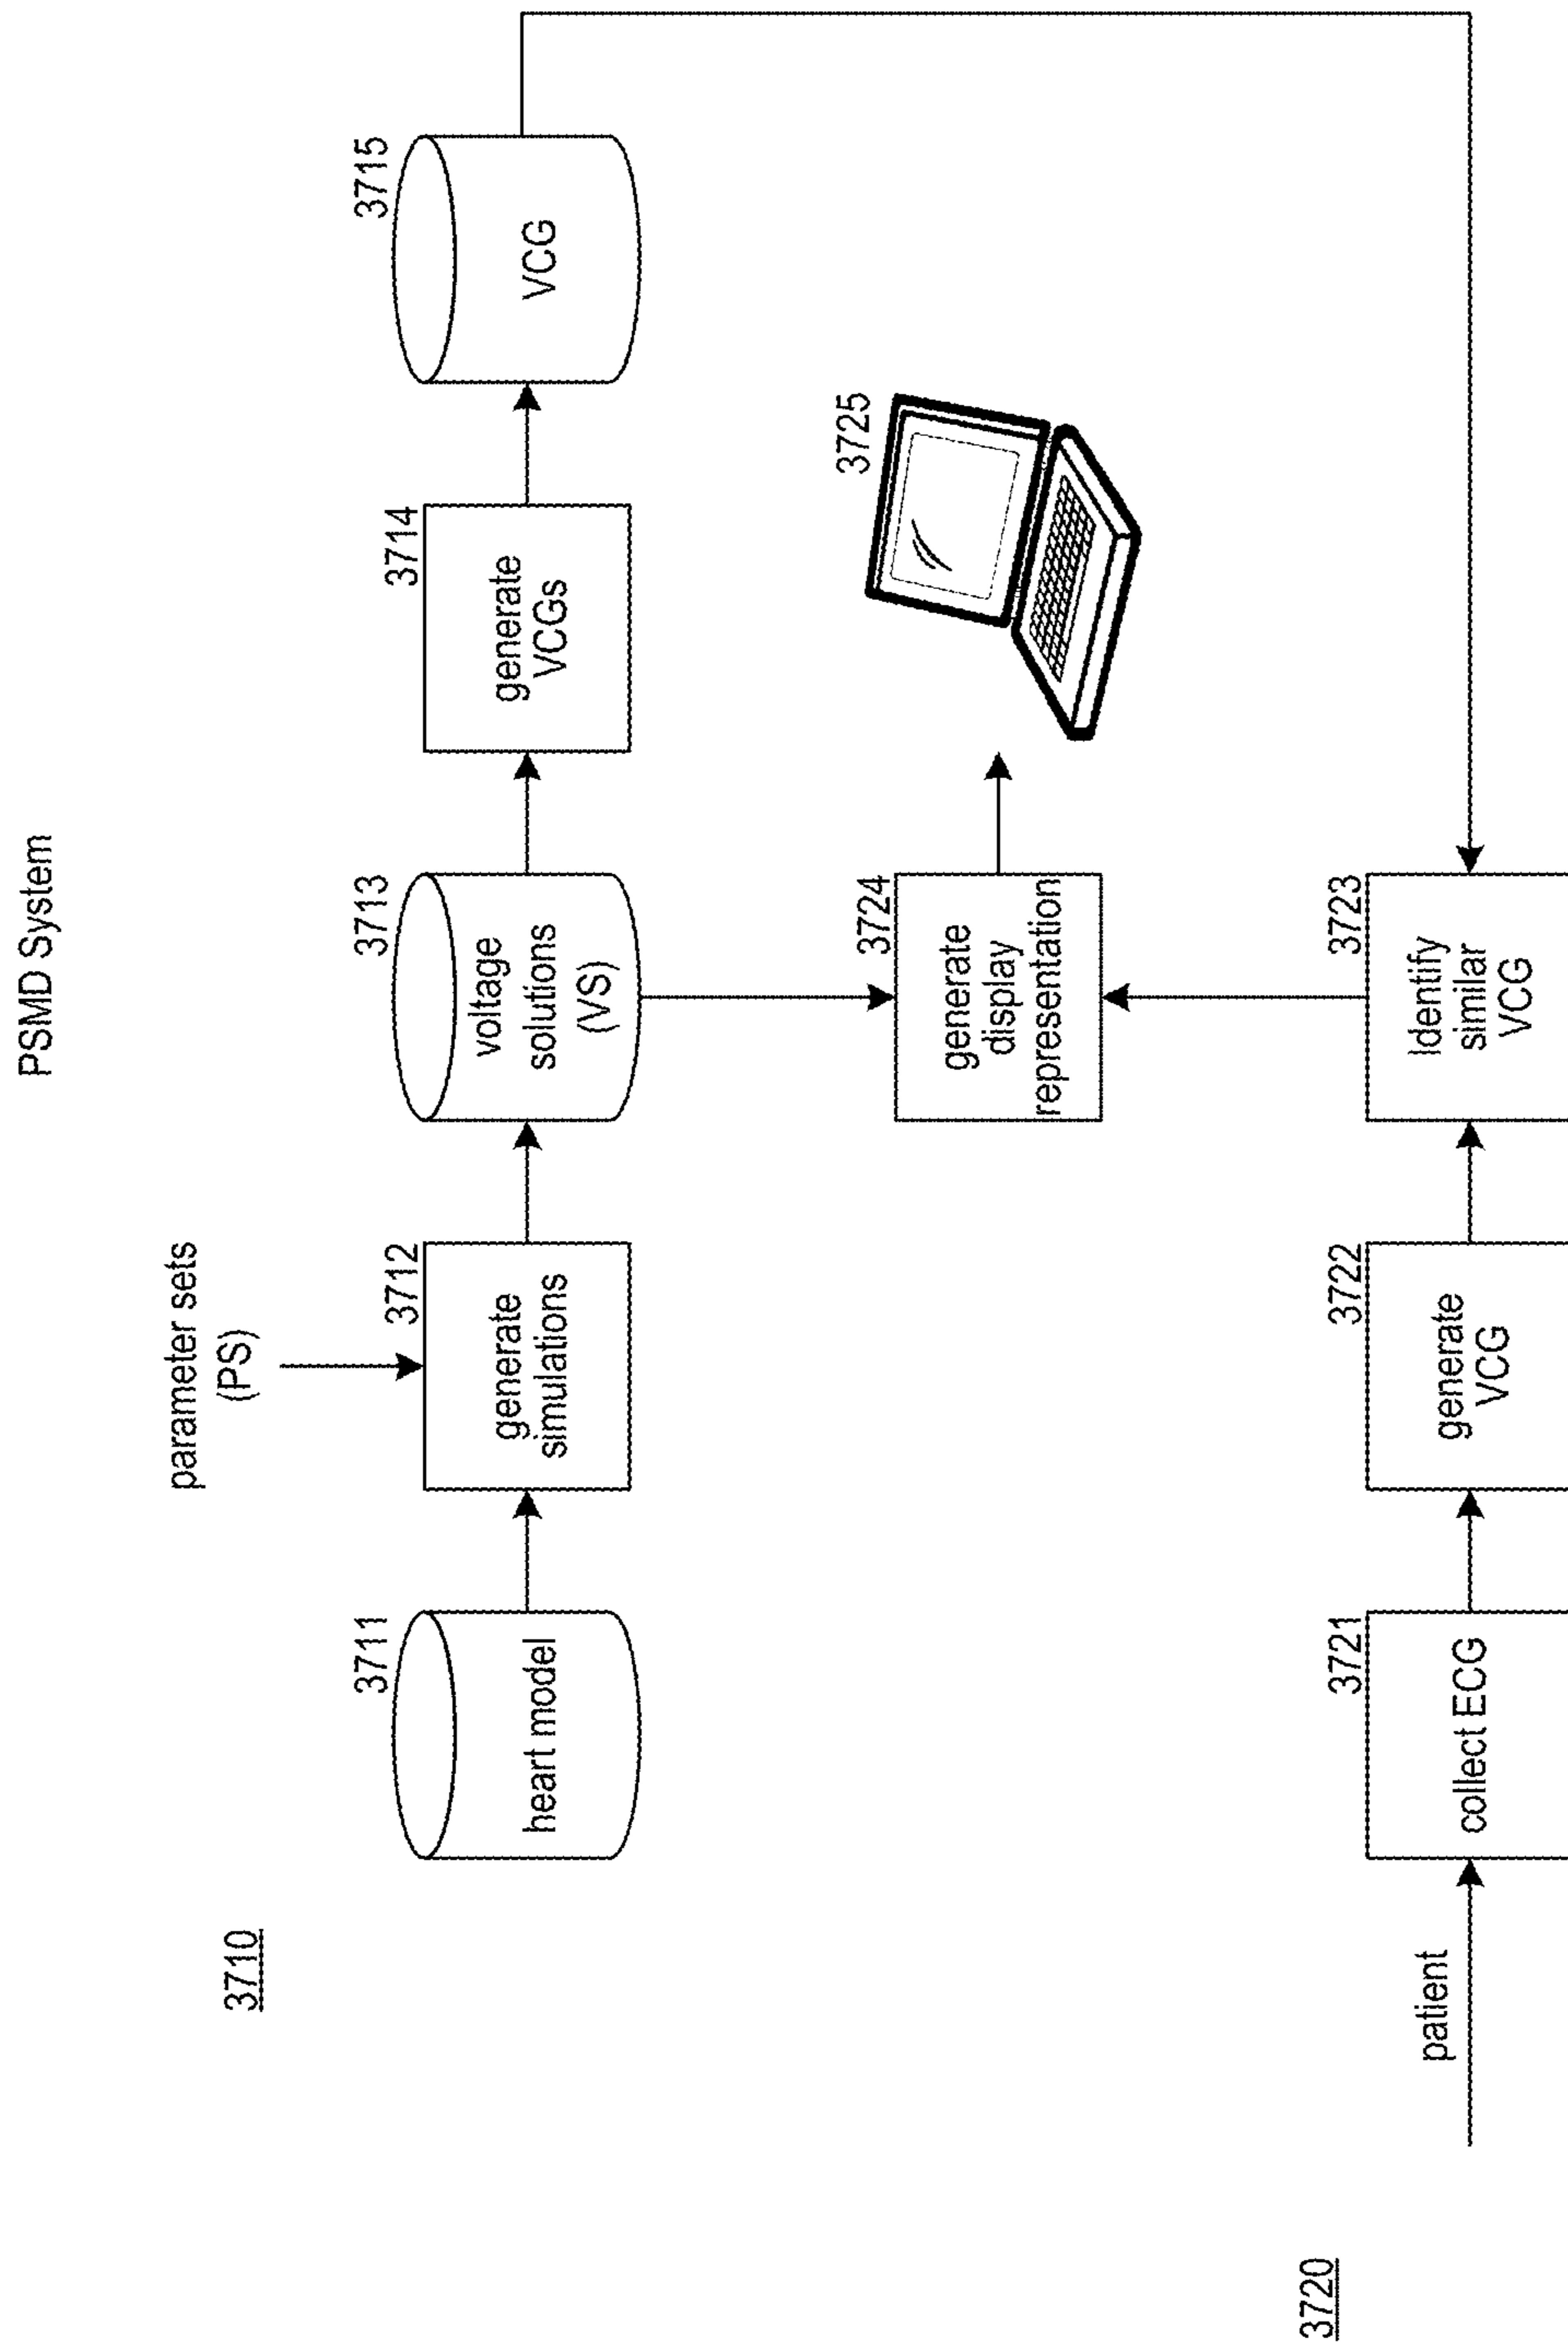 PSMD System
3710
parameter sets
(PS)
3711
heart model
3712
generate
simulations
3713
voltage
solutions
(VS)
3714
generate
VCGs
3715
VCG
3724
generate
display
representation
3725
3720
patient
3721
collect ECG
3722
generate
VCG
3723
Identify
similar
VCG